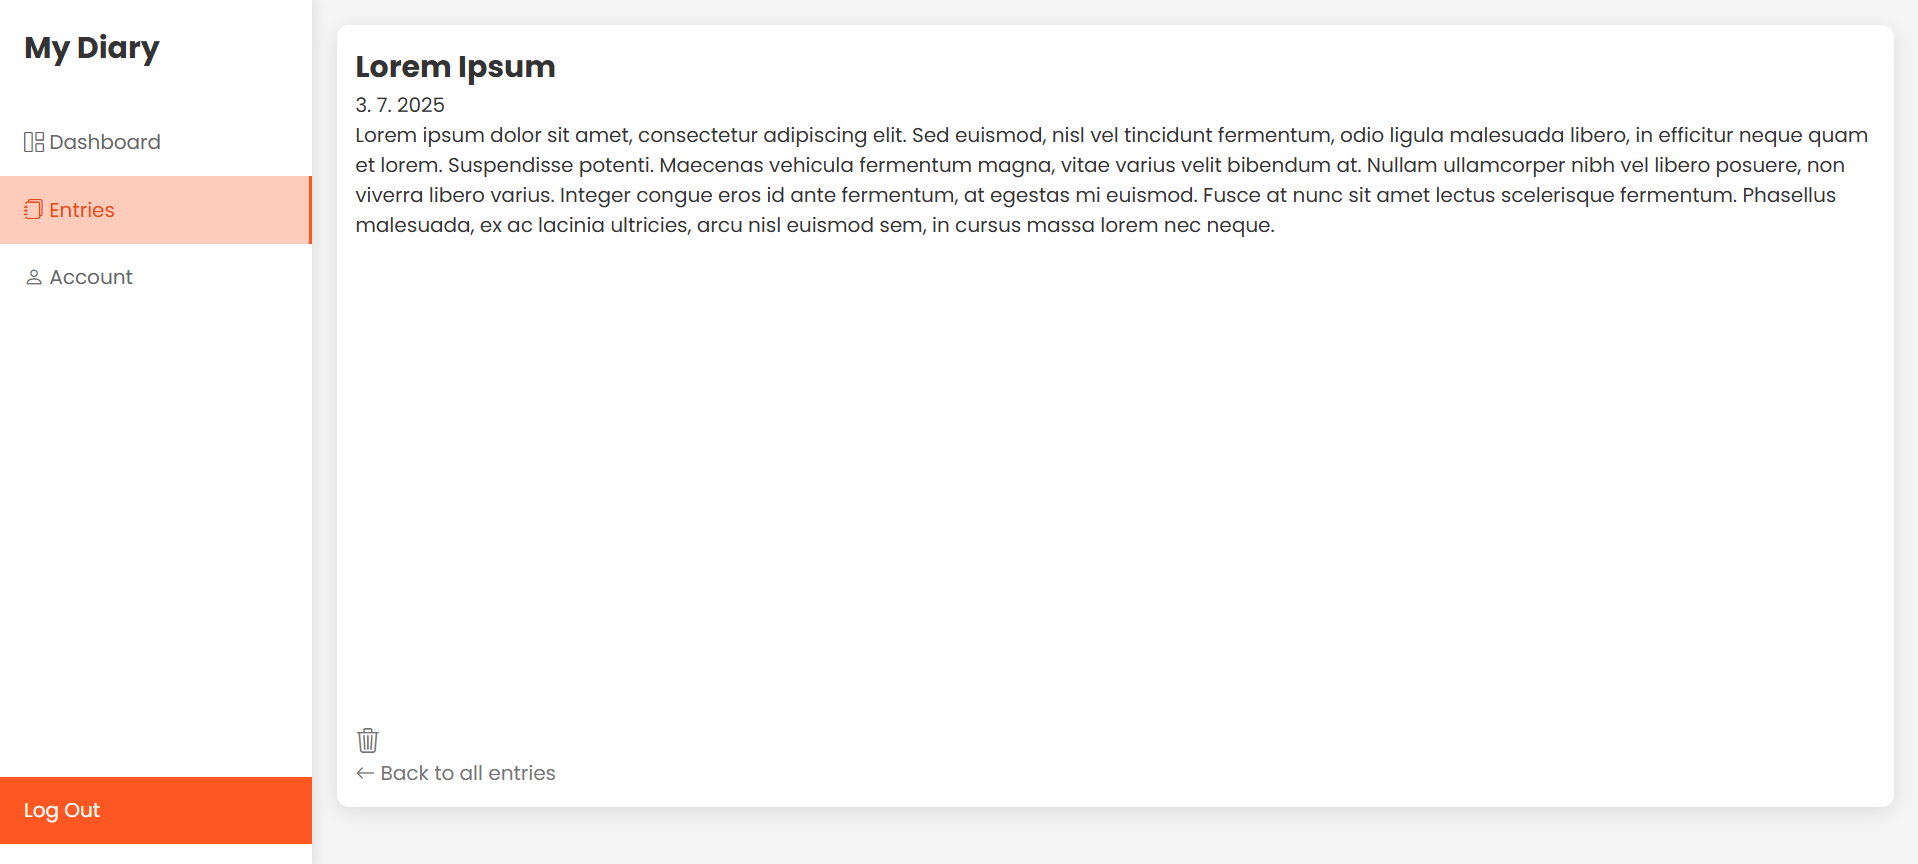 My Diary
Dashboard
Entries
Account
Log Out
Lorem Ipsum
3. 7. 2025
Lorem ipsum dolor sit amet, consectetur adipiscing elit. Sed euismod, nisl vel tincidunt fermentum, odio ligula malesuada libero, in efficitur neque quam
et lorem. Suspendisse potenti. Maecenas vehicula fermentum magna, vitae varius velit bibendum at. Nullam ullamcorper nibh vel libero posuere, non
viverra libero varius. Integer congue eros id ante fermentum, at egestas mi euismod. Fusce at nunc sit amet lectus scelerisque fermentum. Phasellus
malesuada, ex ac lacinia ultricies, arcu nisl euismod sem, in cursus massa lorem nec neque.
← Back to all entries